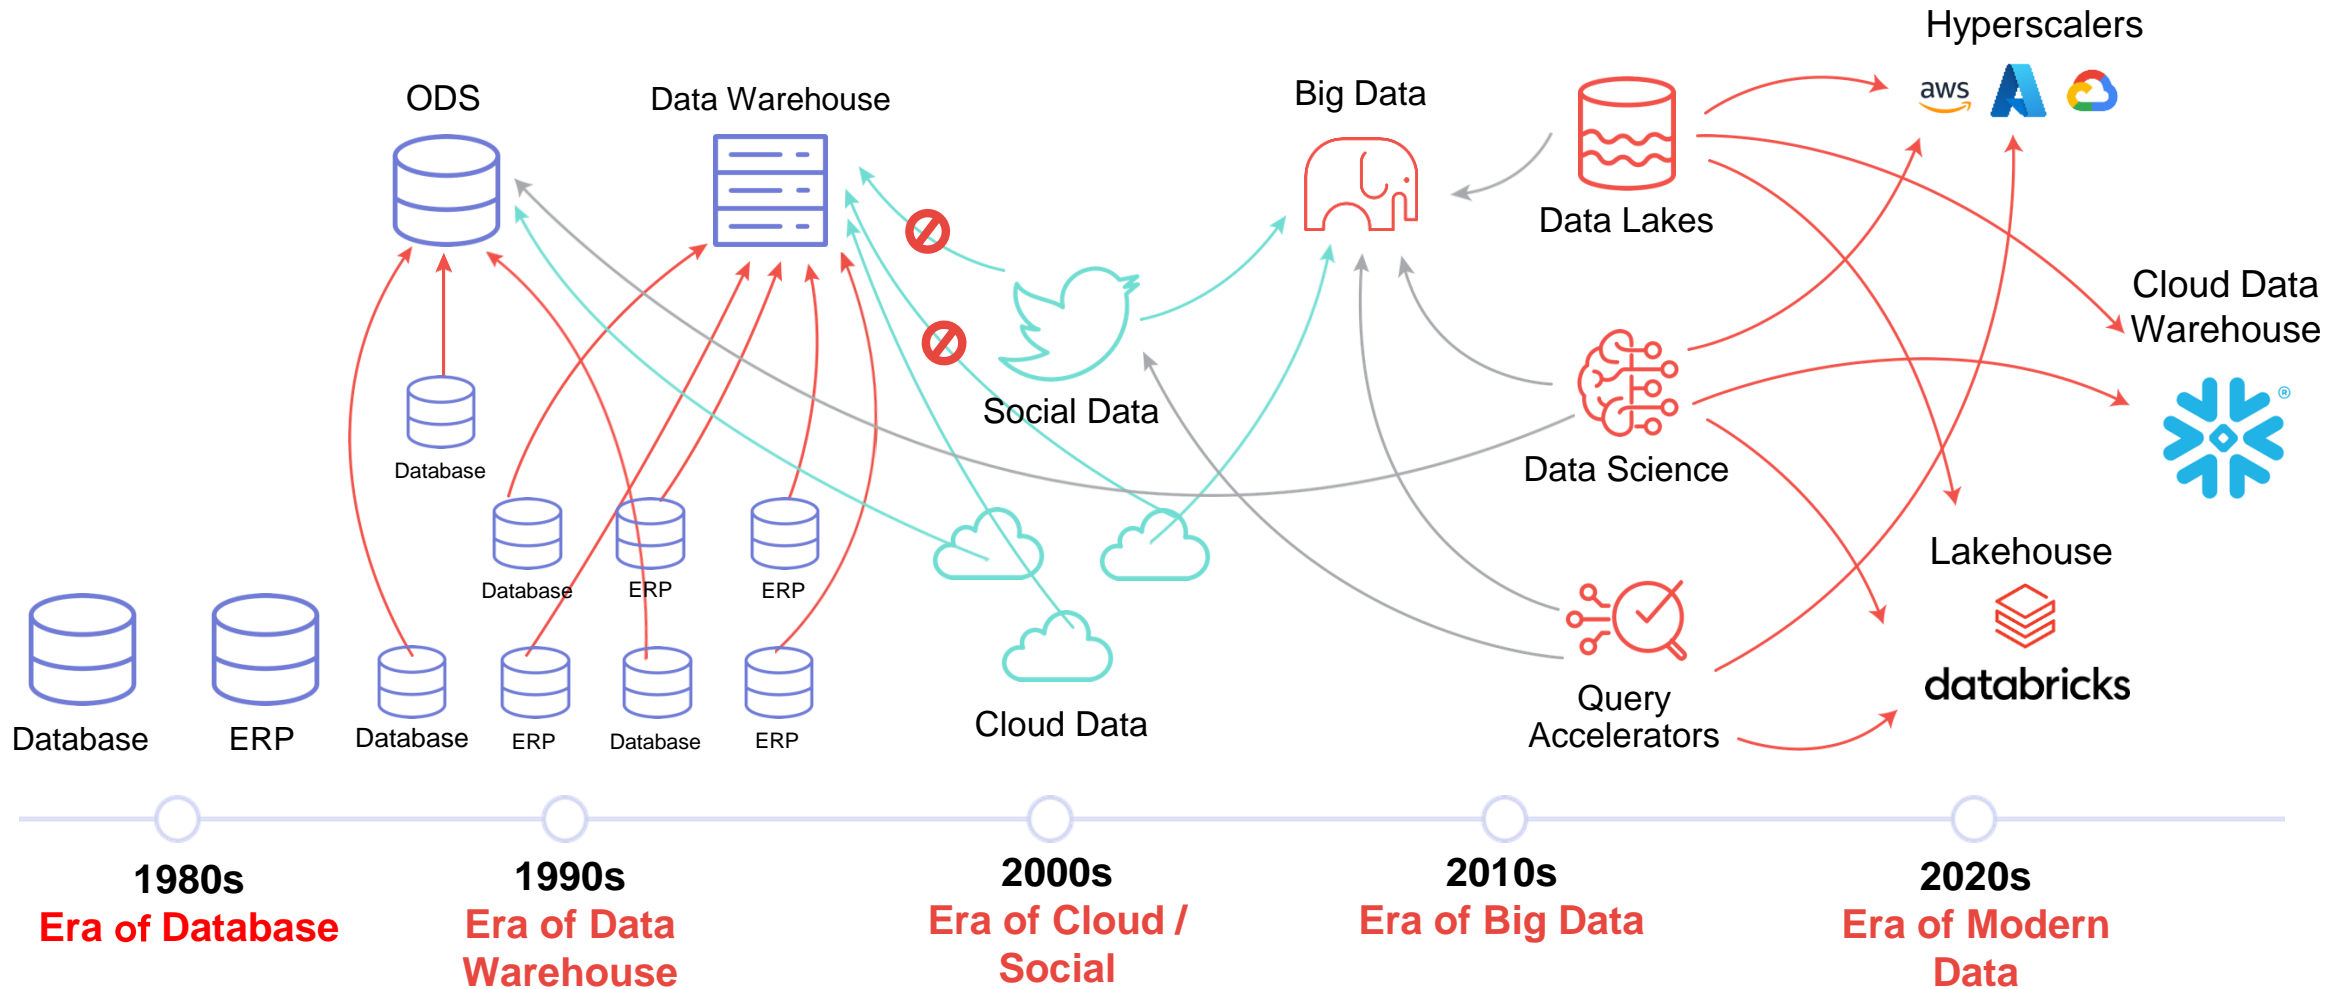 Hyperscalers
aws
ODS
Data Warehouse
Big Data
Data Lakes
Cloud Data
Warehouse
®
Social Data
Database
Data Science
Database
ERP
ERP
Lakehouse
databricks
Query
Accelerators
Cloud Data
Database
ERP
Database
ERP
Database
ERP
1980s
Era of Database
1990s
Era of Data
Warehouse
2000s
Era of Cloud /
Social
2010s
Era of Big Data
2020s
Era of Modern
Data